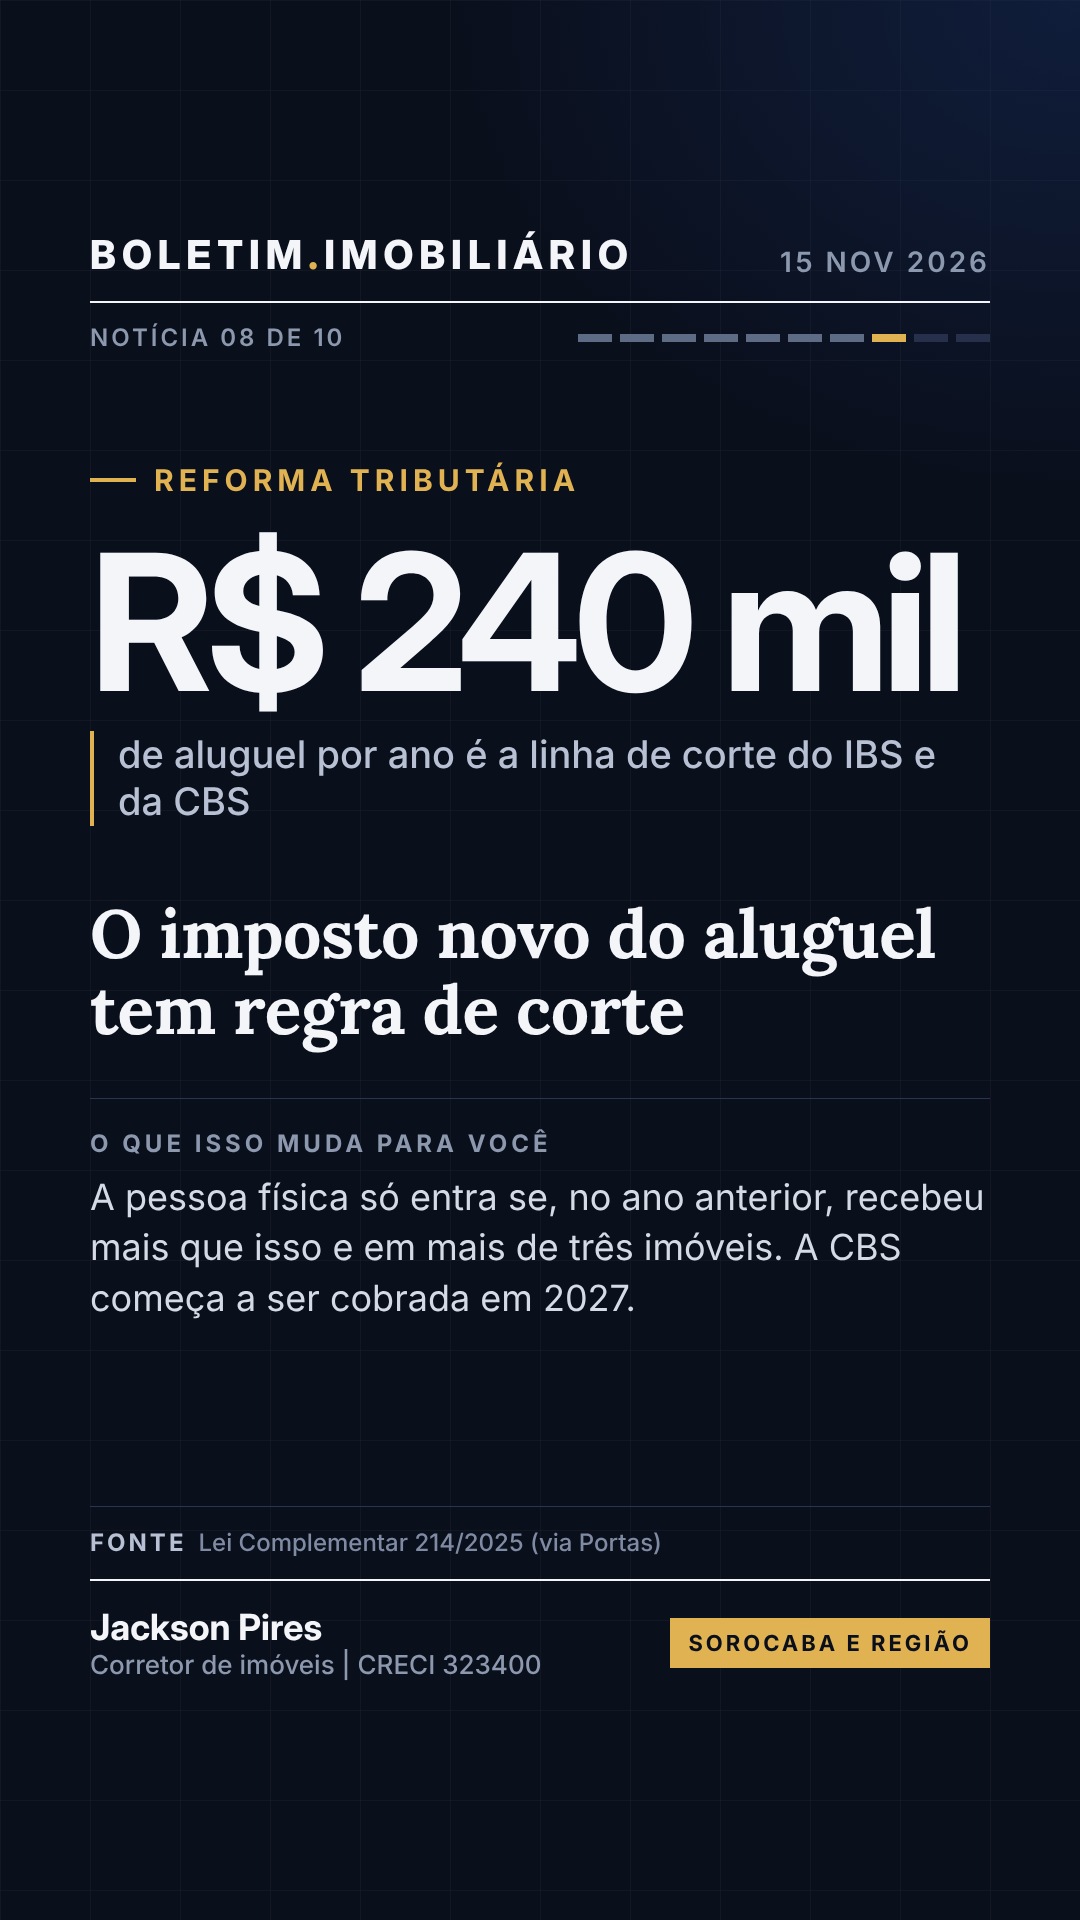 BOLETIM.IMOBILIÁRIO
15 NOV 2026
NOTÍCIA 08 DE 10
REFORMA TRIBUTÁRIA
R$ 240 mil
de aluguel por ano é a linha de corte do IBS e
da CBS
O imposto novo do aluguel
tem regra de corte
O QUE ISSO MUDA PARA VOCÊ
A pessoa física só entra se, no ano anterior, recebeu
mais que isso e em mais de três imóveis. A CBS
começa a ser cobrada em 2027.
FONTE Lei Complementar 214/2025 (via Portas)
Jackson Pires
Corretor de imóveis | CRECI 323400
SOROCABA E REGIÃO